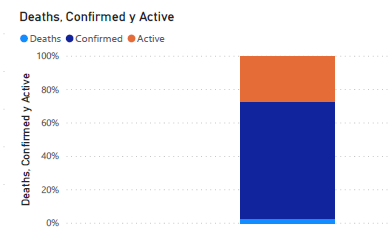 Deaths, Confirmed y Active
Deaths Confirmed Active
100%
80%
60%
40%
20%
0%
Deaths, Confirmed y Active